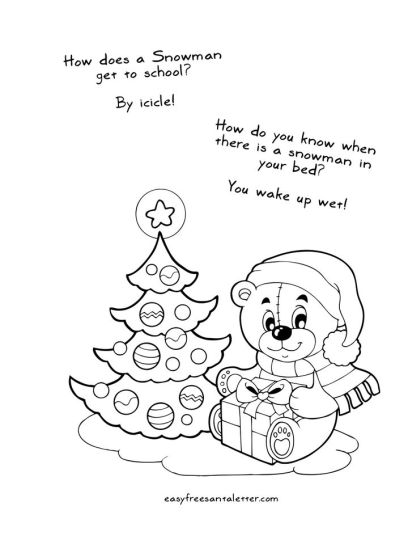 How does a Snowman
get to school?
By icicle!
How do you know when
there is a snowman in
your bed?
You wake up wet!
easyfreesantaletter.com